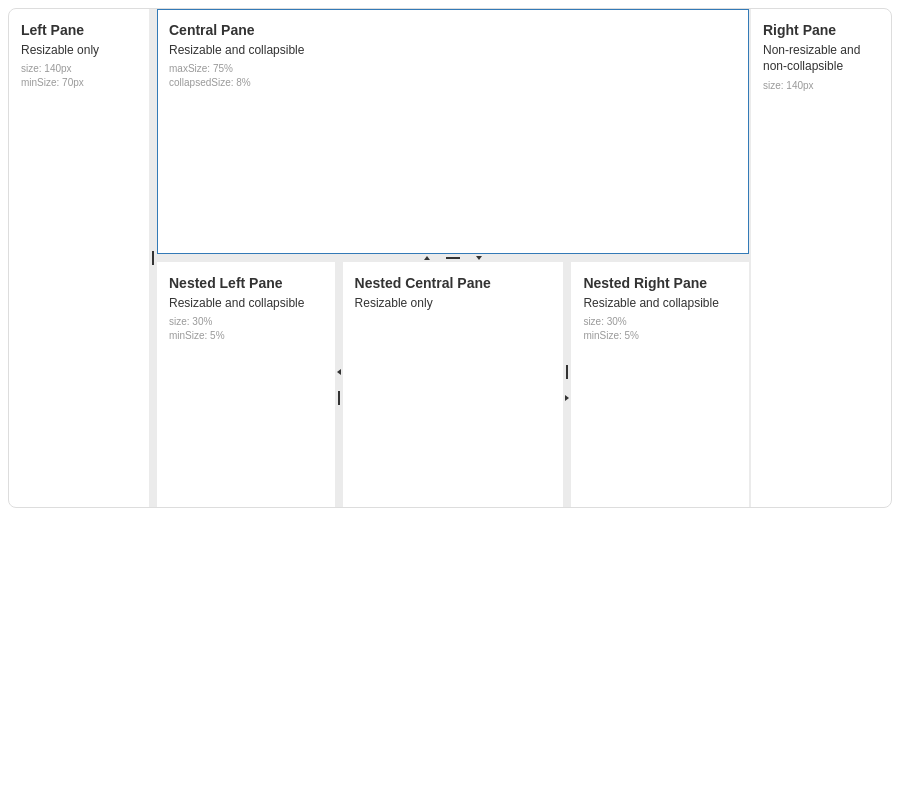 Left Pane
Resizable only
size: 140px
minSize: 70px
Central Pane
Resizable and collapsible
maxSize: 75%
collapsedSize: 8%
Right Pane
Non-resizable and
non-collapsible
size: 140px
Nested Left Pane
Resizable and collapsible
size: 30%
minSize: 5%
Nested Central Pane
Resizable only
Nested Right Pane
Resizable and collapsible
size: 30%
minSize: 5%